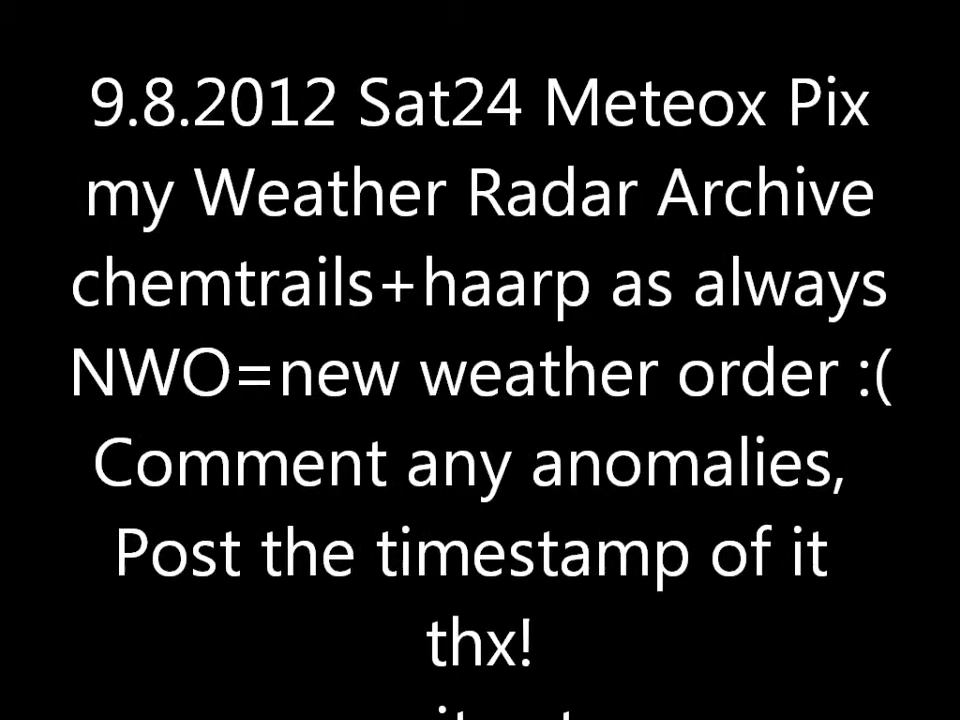 9.8.2012 Sat24 Meteox Pix
my Weather Radar Archive
chemtrails+haarp as always
NWO=new weather order :(
Comment any anomalies,
Post the timestamp of it
thx!